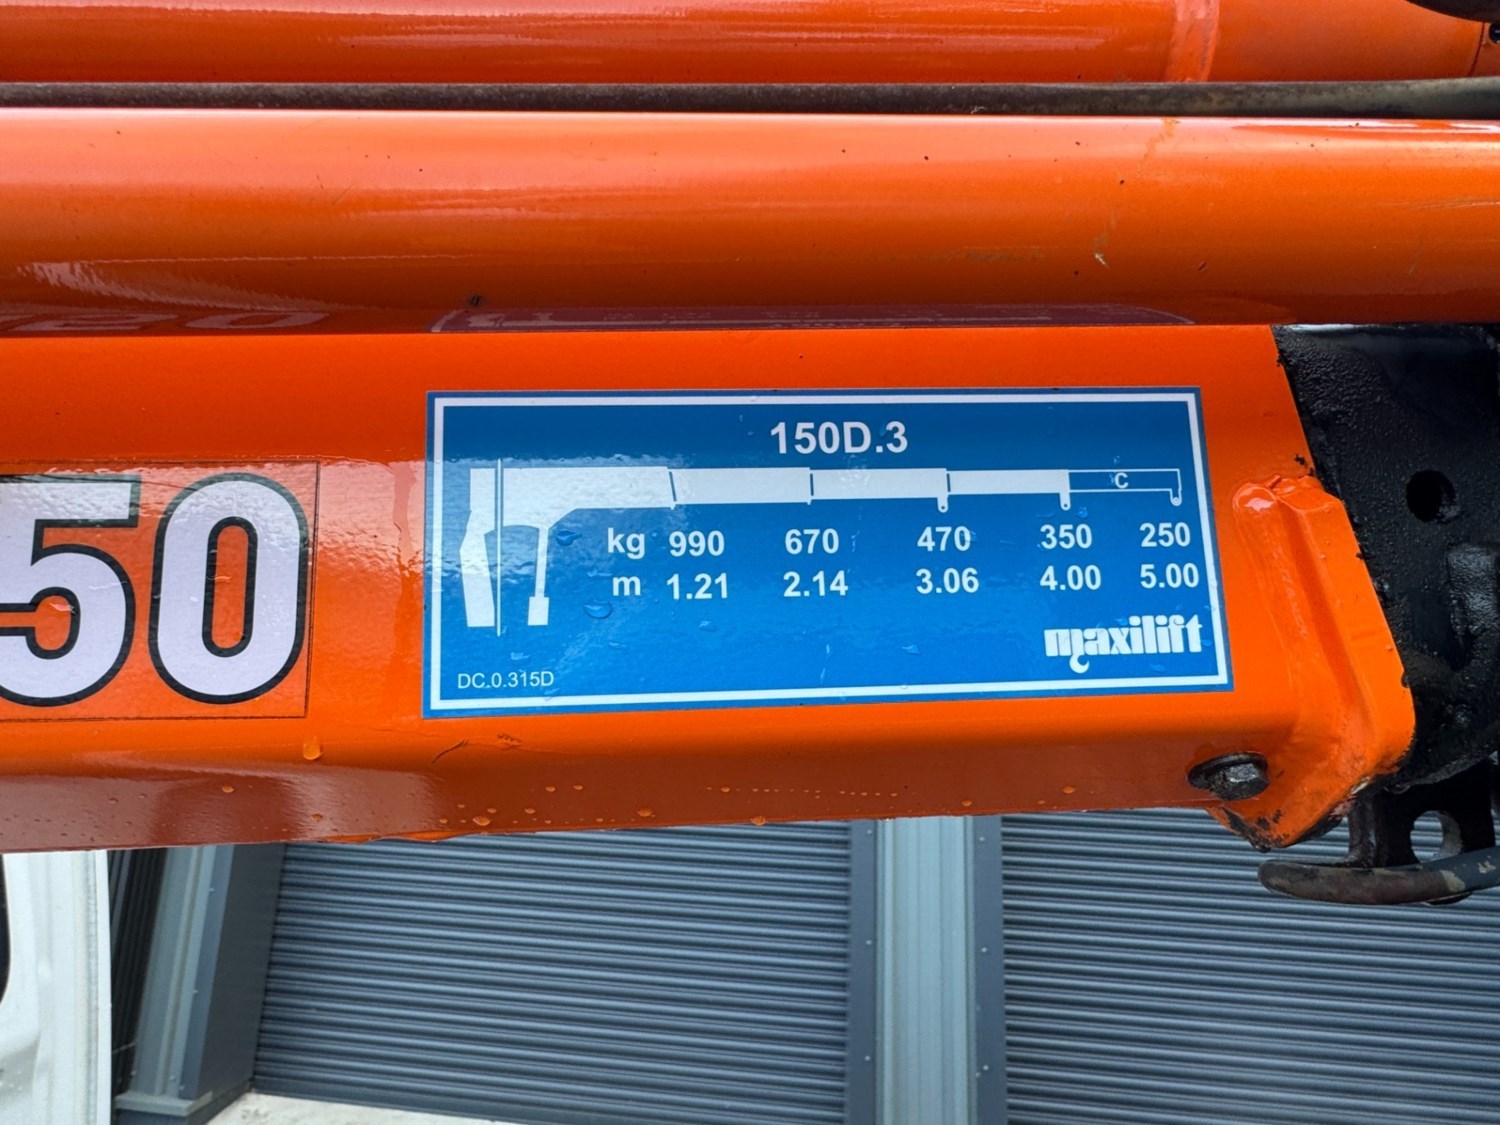 50
150D.3
C
kg 990 670 470 350 250
m 1.21 2.14 3.06 4.00 5.00
maxilift
DC.0.315D